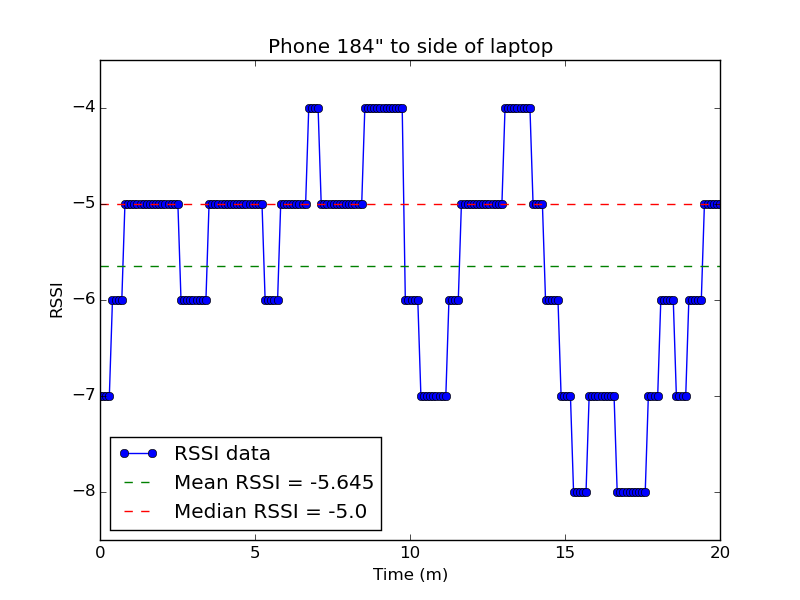 Phone 184" to side of laptop
−4
−5
−6
−7
−8
RSSI
RSSI data
Mean RSSI = -5.645
Median RSSI = -5.0
0 5 10 15 20
Time (m)